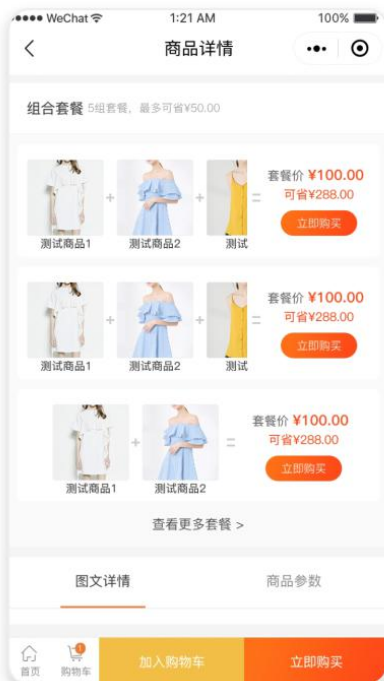 WeChat 1:21 AM 100%
商品详情
组合套餐 5组套餐，最多可省¥50.00
套餐价 ¥100.00
可省¥288.00
立即购买
+ + =
测试商品1 测试商品2 测试
套餐价 ¥100.00
可省¥288.00
立即购买
+ + =
测试商品1 测试商品2 测试
套餐价 ¥100.00
可省¥288.00
立即购买
+ =
测试商品1 测试商品2
查看更多套餐 >
图文详情 商品参数
首页 购物车 加入购物车 立即购买